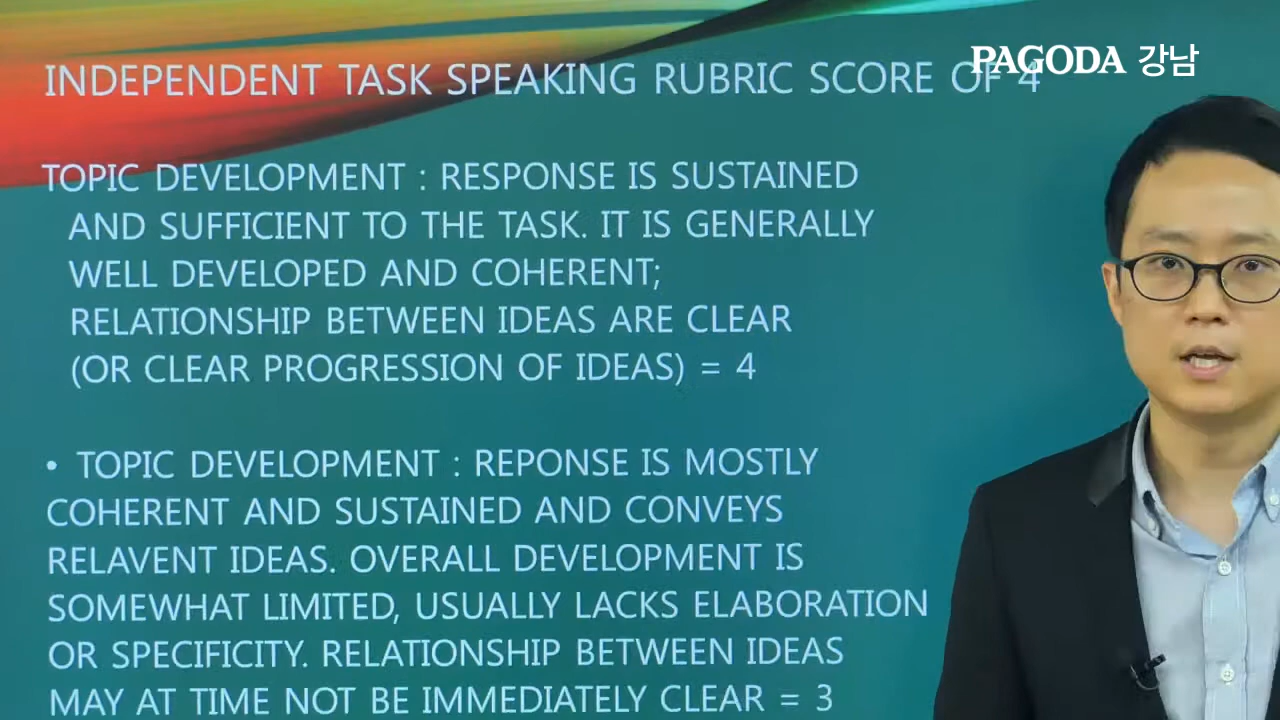 PAGODA 강남
INDEPENDENT TASK SPEAKING RUBRIC SCORE OF 4
TOPIC DEVELOPMENT : RESPONSE IS SUSTAINED
AND SUFFICIENT TO THE TASK. IT IS GENERALLY
WELL DEVELOPED AND COHERENT;
RELATIONSHIP BETWEEN IDEAS ARE CLEAR
(OR CLEAR PROGRESSION OF IDEAS) = 4
• TOPIC DEVELOPMENT : REPONSE IS MOSTLY
COHERENT AND SUSTAINED AND CONVEYS
RELAVENT IDEAS. OVERALL DEVELOPMENT IS
SOMEWHAT LIMITED, USUALLY LACKS ELABORATION
OR SPECIFICITY. RELATIONSHIP BETWEEN IDEAS
MAY AT TIME NOT BE IMMEDIATELY CLEAR = 3